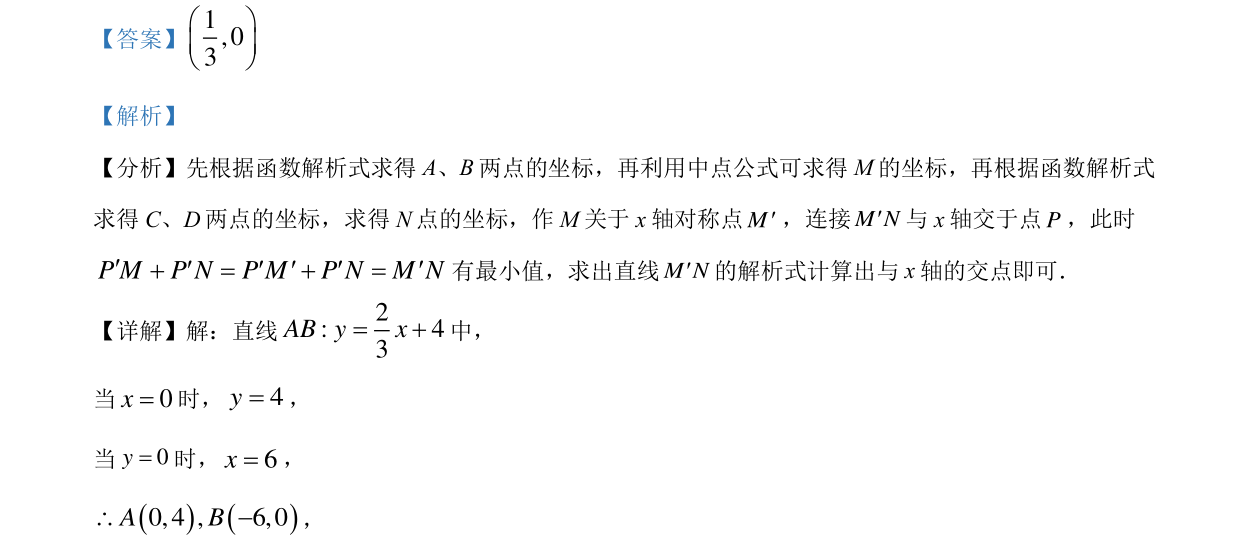 【答案】(1/3,0)
【解析】
【分析】先根据函数解析式求得 A、B 两点的坐标，再利用中点公式可求得 M 的坐标，再根据函数解析式
求得 C、D 两点的坐标，求得 N 点的坐标，作 M 关于 x 轴对称点 M′，连接 M′N 与 x 轴交于点 P，此时
P′M + P′N = P′M′ + P′N = M′N 有最小值，求出直线 M′N 的解析式计算出与 x 轴的交点即可．
【详解】解：直线 AB: y = 2/3 x + 4 中，
当 x = 0 时， y = 4，
当 y = 0 时， x = 6，
∴ A(0,4), B(−6,0)，